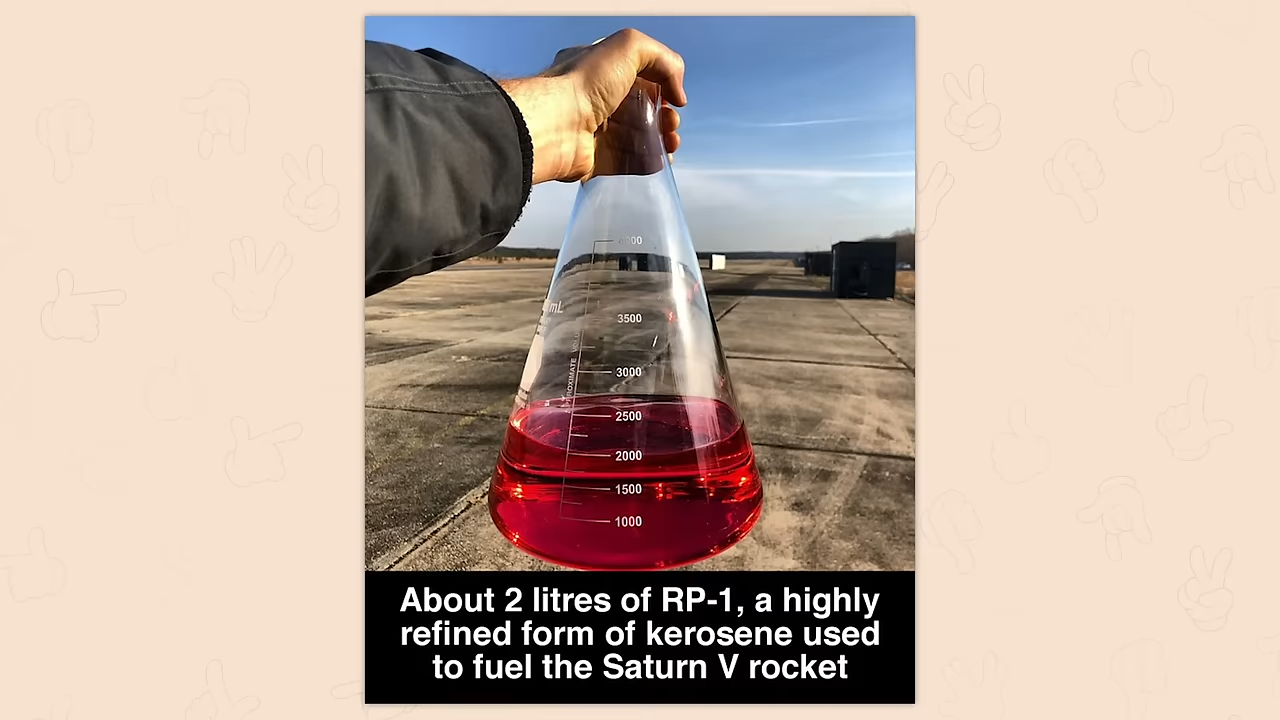 mL
3500
3000
2500
2000
1500
1000
About 2 litres of RP-1, a highly
refined form of kerosene used
to fuel the Saturn V rocket